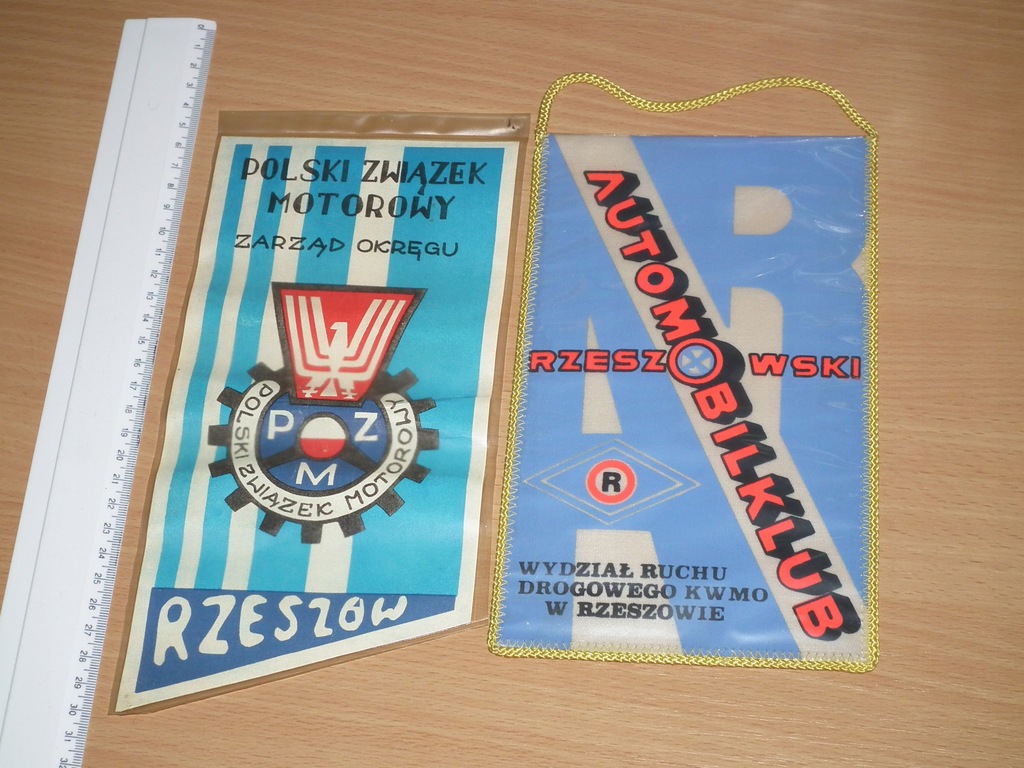 POLSKI ZWIĄZEK
MOTOROWY
ZARZĄD OKRĘGU
P Z
M
POLSKI ZWIĄZEK MOTOROWY
RZESZÓW
AUTOMOBILKLUB
RZESZOWSKI
R
WYDZIAŁ RUCHU
DROGOWEGO KWMO
W RZESZOWIE